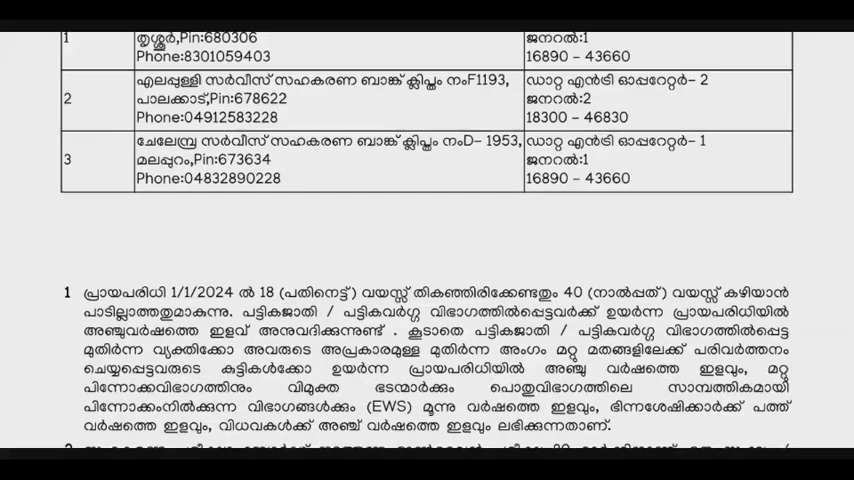 1
തൃശ്ശൂർ,Pin:680306
Phone:8301059403
ജനറൽ:1
16890 – 43660
2
എലപ്പുള്ളി സർവീസ് സഹകരണ ബാങ്ക് ക്ലിപ്തം നംF1193,
പാലക്കാട്,Pin:678622
Phone:04912583228
ഡാറ്റ എൻട്രി ഓപ്പറേറ്റർ– 2
ജനറൽ:2
18300 – 46830
3
ചേലേമ്പ്ര സർവീസ് സഹകരണ ബാങ്ക് ക്ലിപ്തം നംD– 1953,
മലപ്പുറം,Pin:673634
Phone:04832890228
ഡാറ്റ എൻട്രി ഓപ്പറേറ്റർ– 1
ജനറൽ:1
16890 – 43660
1 പ്രായപരിധി 1/1/2024 ൽ 18 (പതിനെട്ട്) വയസ്സ് തികഞ്ഞിരിക്കേണ്ടതും 40 (നാൽപ്പത്) വയസ്സ് കഴിയാൻ
പാടില്ലാത്തതുമാകുന്നു. പട്ടികജാതി / പട്ടികവർഗ്ഗ വിഭാഗത്തിൽപ്പെട്ടവർക്ക് ഉയർന്ന പ്രായപരിധിയിൽ
അഞ്ചുവർഷത്തെ ഇളവ് അനുവദിക്കുന്നുണ്ട് . കൂടാതെ പട്ടികജാതി / പട്ടികവർഗ്ഗ വിഭാഗത്തിൽപ്പെട്ട
മുതിർന്ന വ്യക്തിക്കോ അവരുടെ അപ്രകാരമുള്ള മുതിർന്ന അംഗം മറ്റു മതങ്ങളിലേക്ക് പരിവർത്തനം
ചെയ്യപ്പെട്ടവരുടെ കുട്ടികൾക്കോ ഉയർന്ന പ്രായപരിധിയിൽ അഞ്ചു വർഷത്തെ ഇളവും, മറ്റു
പിന്നോക്കവിഭാഗത്തിനും വിമുക്ത ഭടന്മാർക്കും പൊതുവിഭാഗത്തിലെ സാമ്പത്തികമായി
പിന്നോക്കംനിൽക്കുന്ന വിഭാഗങ്ങൾക്കും (EWS) മൂന്നു വർഷത്തെ ഇളവും, ഭിന്നശേഷിക്കാർക്ക് പത്ത്
വർഷത്തെ ഇളവും, വിധവകൾക്ക് അഞ്ച് വർഷത്തെ ഇളവും ലഭിക്കുന്നതാണ്.